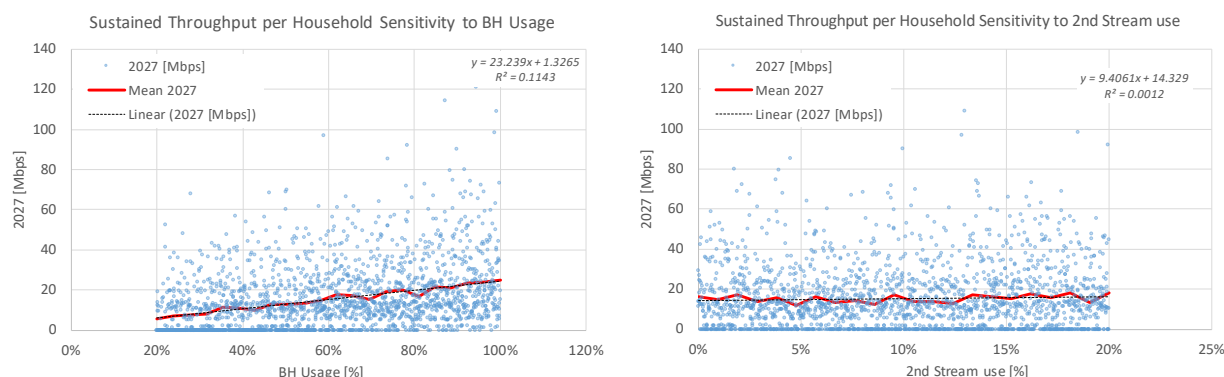 Sustained Throughput per Household Sensitivity to BH Usage
2027 [Mbps]
140
120
100
80
60
40
20
0
2027 [Mbps]
Mean 2027
Linear (2027 [Mbps])
y = 23.239x + 1.3265
R² = 0.1143
0%
20%
40%
60%
80%
100%
120%
BH Usage [%]
Sustained Throughput per Household Sensitivity to 2nd Stream use
2027 [Mbps]
140
120
100
80
60
40
20
0
2027 [Mbps]
Mean 2027
Linear (2027 [Mbps])
y = 9.4061x + 14.329
R² = 0.0012
0%
5%
10%
15%
20%
25%
2nd Stream use [%]